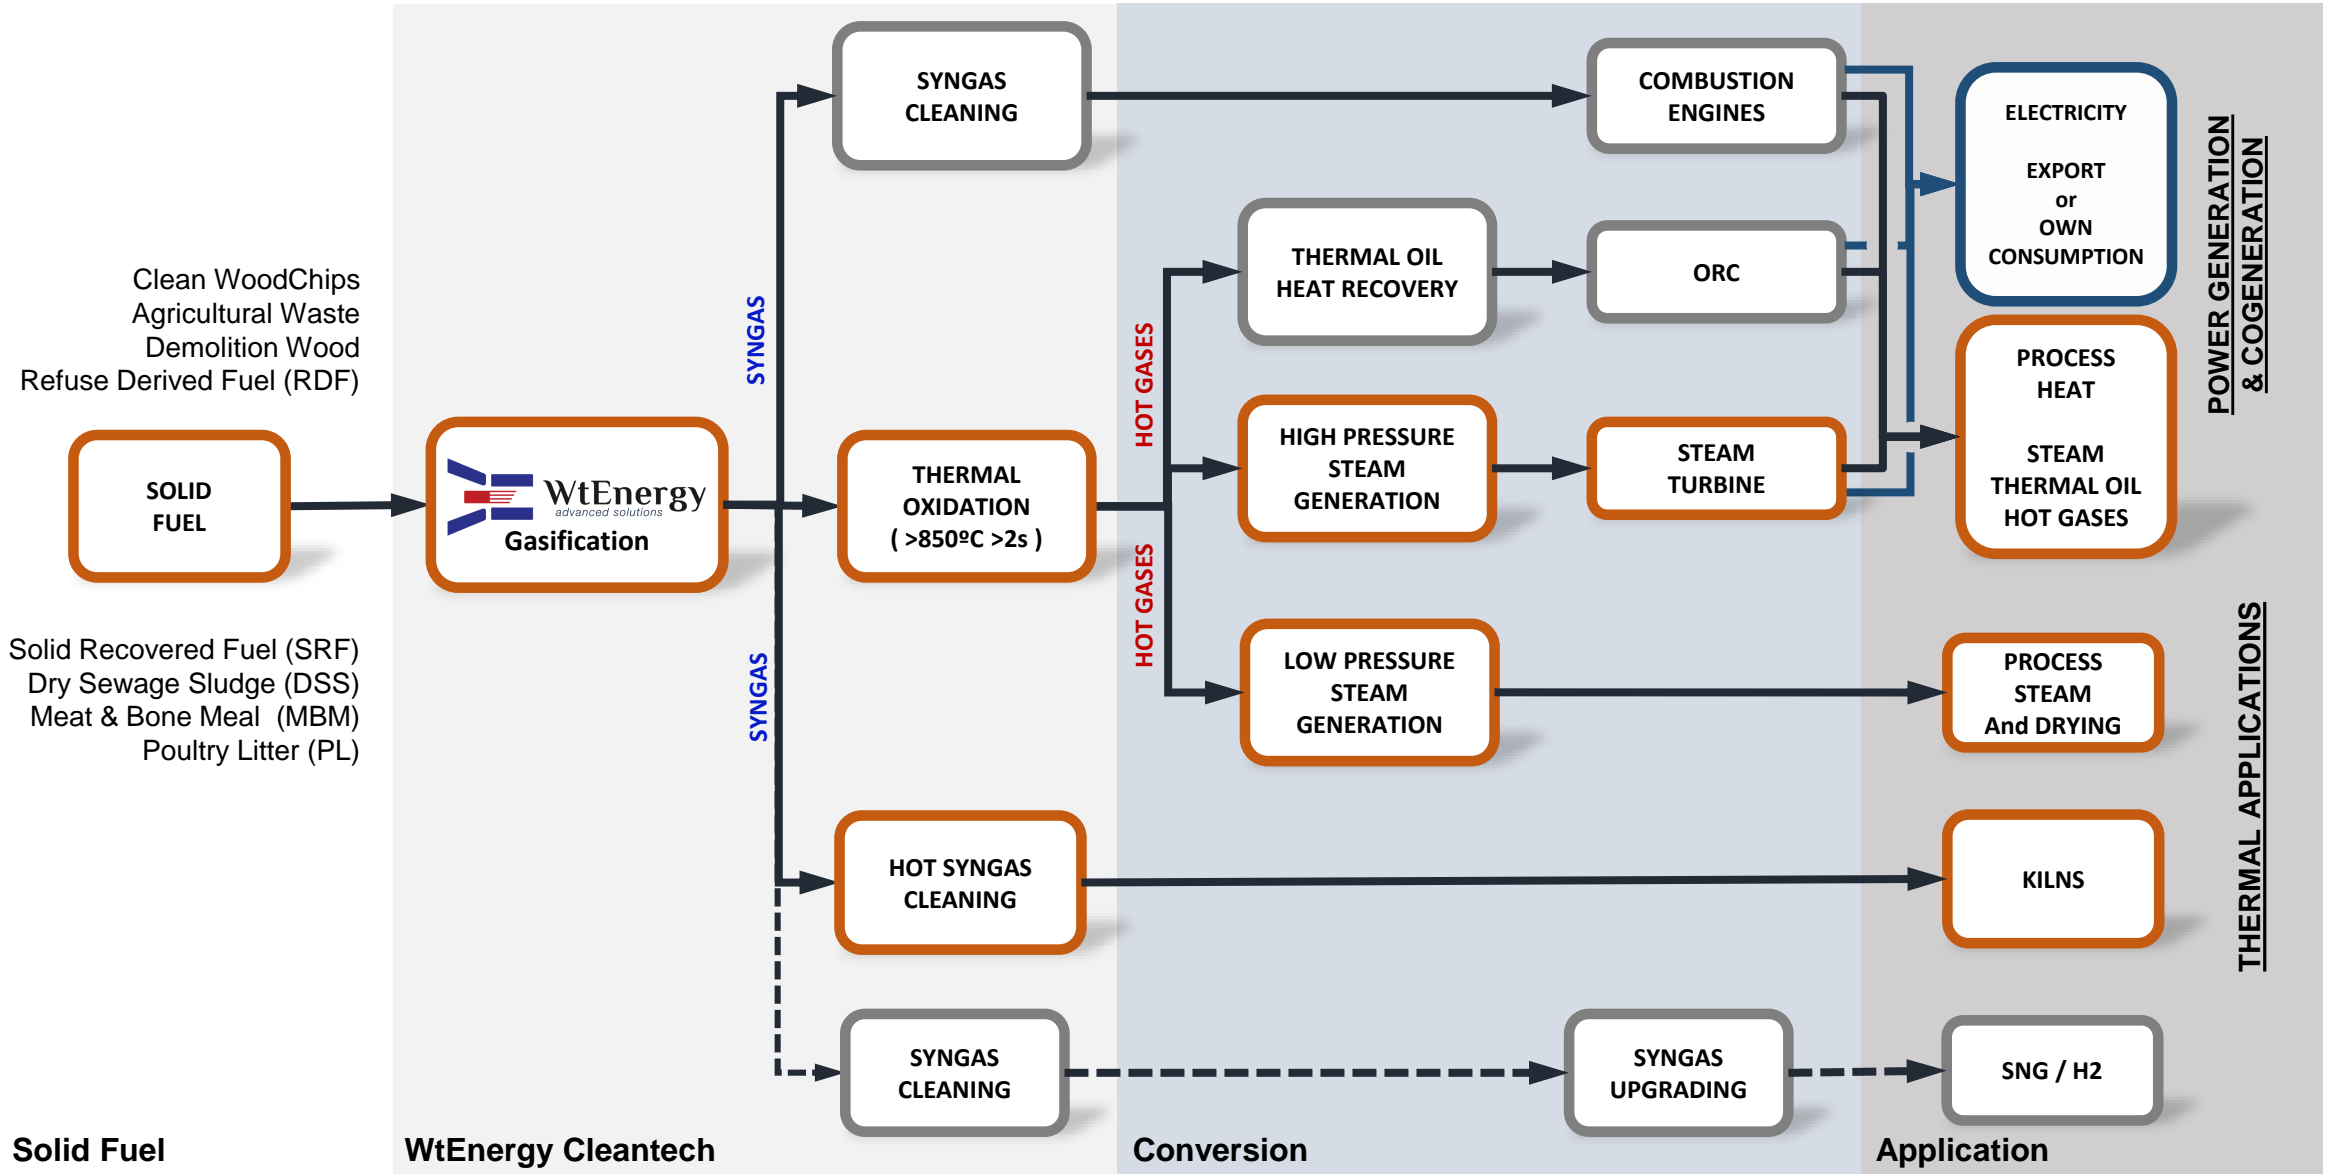 Clean WoodChips
Agricultural Waste
Demolition Wood
Refuse Derived Fuel (RDF)
SOLID
FUEL
Solid Recovered Fuel (SRF)
Dry Sewage Sludge (DSS)
Meat & Bone Meal  (MBM)
Poultry Litter (PL)
Solid Fuel
WtEnergy
advanced solutions
Gasification
SYNGAS
SYNGAS
SYNGAS
CLEANING
THERMAL
OXIDATION
( >850ºC >2s )
HOT SYNGAS
CLEANING
SYNGAS
CLEANING
WtEnergy Cleantech
HOT GASES
HOT GASES
THERMAL OIL
HEAT RECOVERY
HIGH PRESSURE
STEAM
GENERATION
LOW PRESSURE
STEAM
GENERATION
COMBUSTION
ENGINES
ORC
STEAM
TURBINE
SYNGAS
UPGRADING
Conversion
ELECTRICITY
EXPORT
or
OWN
CONSUMPTION
PROCESS
HEAT
STEAM
THERMAL OIL
HOT GASES
PROCESS
STEAM
And DRYING
KILNS
SNG / H2
POWER GENERATION
& COGENERATION
THERMAL APPLICATIONS
Application